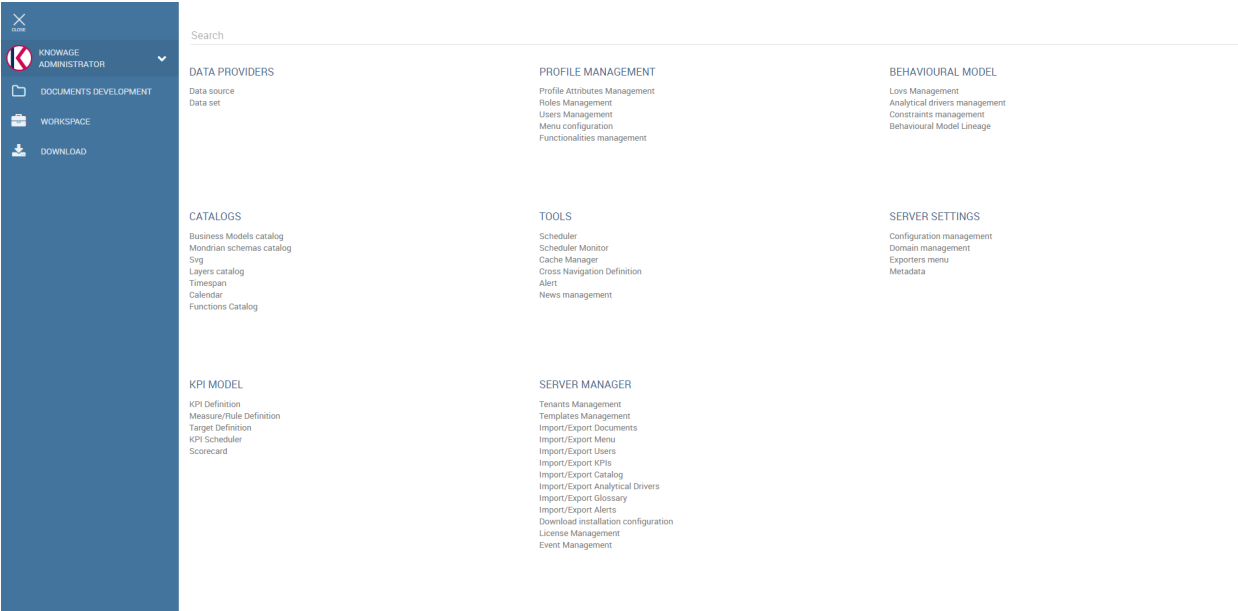 CLOSE
KNOWAGE
ADMINISTRATOR
DOCUMENTS DEVELOPMENT
WORKSPACE
DOWNLOAD
Search
DATA PROVIDERS
Data source
Data set
PROFILE MANAGEMENT
Profile Attributes Management
Roles Management
Users Management
Menu configuration
Functionalities management
BEHAVIOURAL MODEL
Lovs Management
Analytical drivers management
Constraints management
Behavioural Model Lineage
CATALOGS
Business Models catalog
Mondrian schemas catalog
Svg
Layers catalog
Timespan
Calendar
Functions Catalog
TOOLS
Scheduler
Scheduler Monitor
Cache Manager
Cross Navigation Definition
Alert
News management
SERVER SETTINGS
Configuration management
Domain management
Exporters menu
Metadata
KPI MODEL
KPI Definition
Measure/Rule Definition
Target Definition
KPI Scheduler
Scorecard
SERVER MANAGER
Tenants Management
Templates Management
Import/Export Documents
Import/Export Menu
Import/Export Users
Import/Export KPIs
Import/Export Catalog
Import/Export Analytical Drivers
Import/Export Glossary
Import/Export Alerts
Download installation configuration
License Management
Event Management